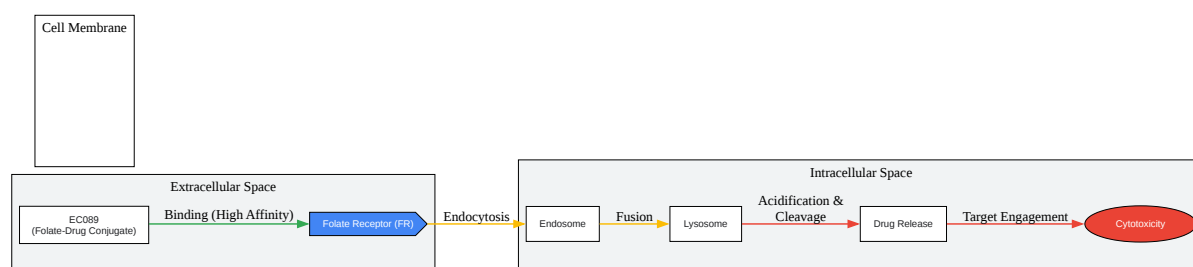 Cell Membrane
Extracellular Space
EC089
(Folate-Drug Conjugate)
Binding (High Affinity)
Folate Receptor (FR)
Endocytosis
Intracellular Space
Endosome
Fusion
Lysosome
Acidification &
Cleavage
Drug Release
Target Engagement
Cytotoxicity